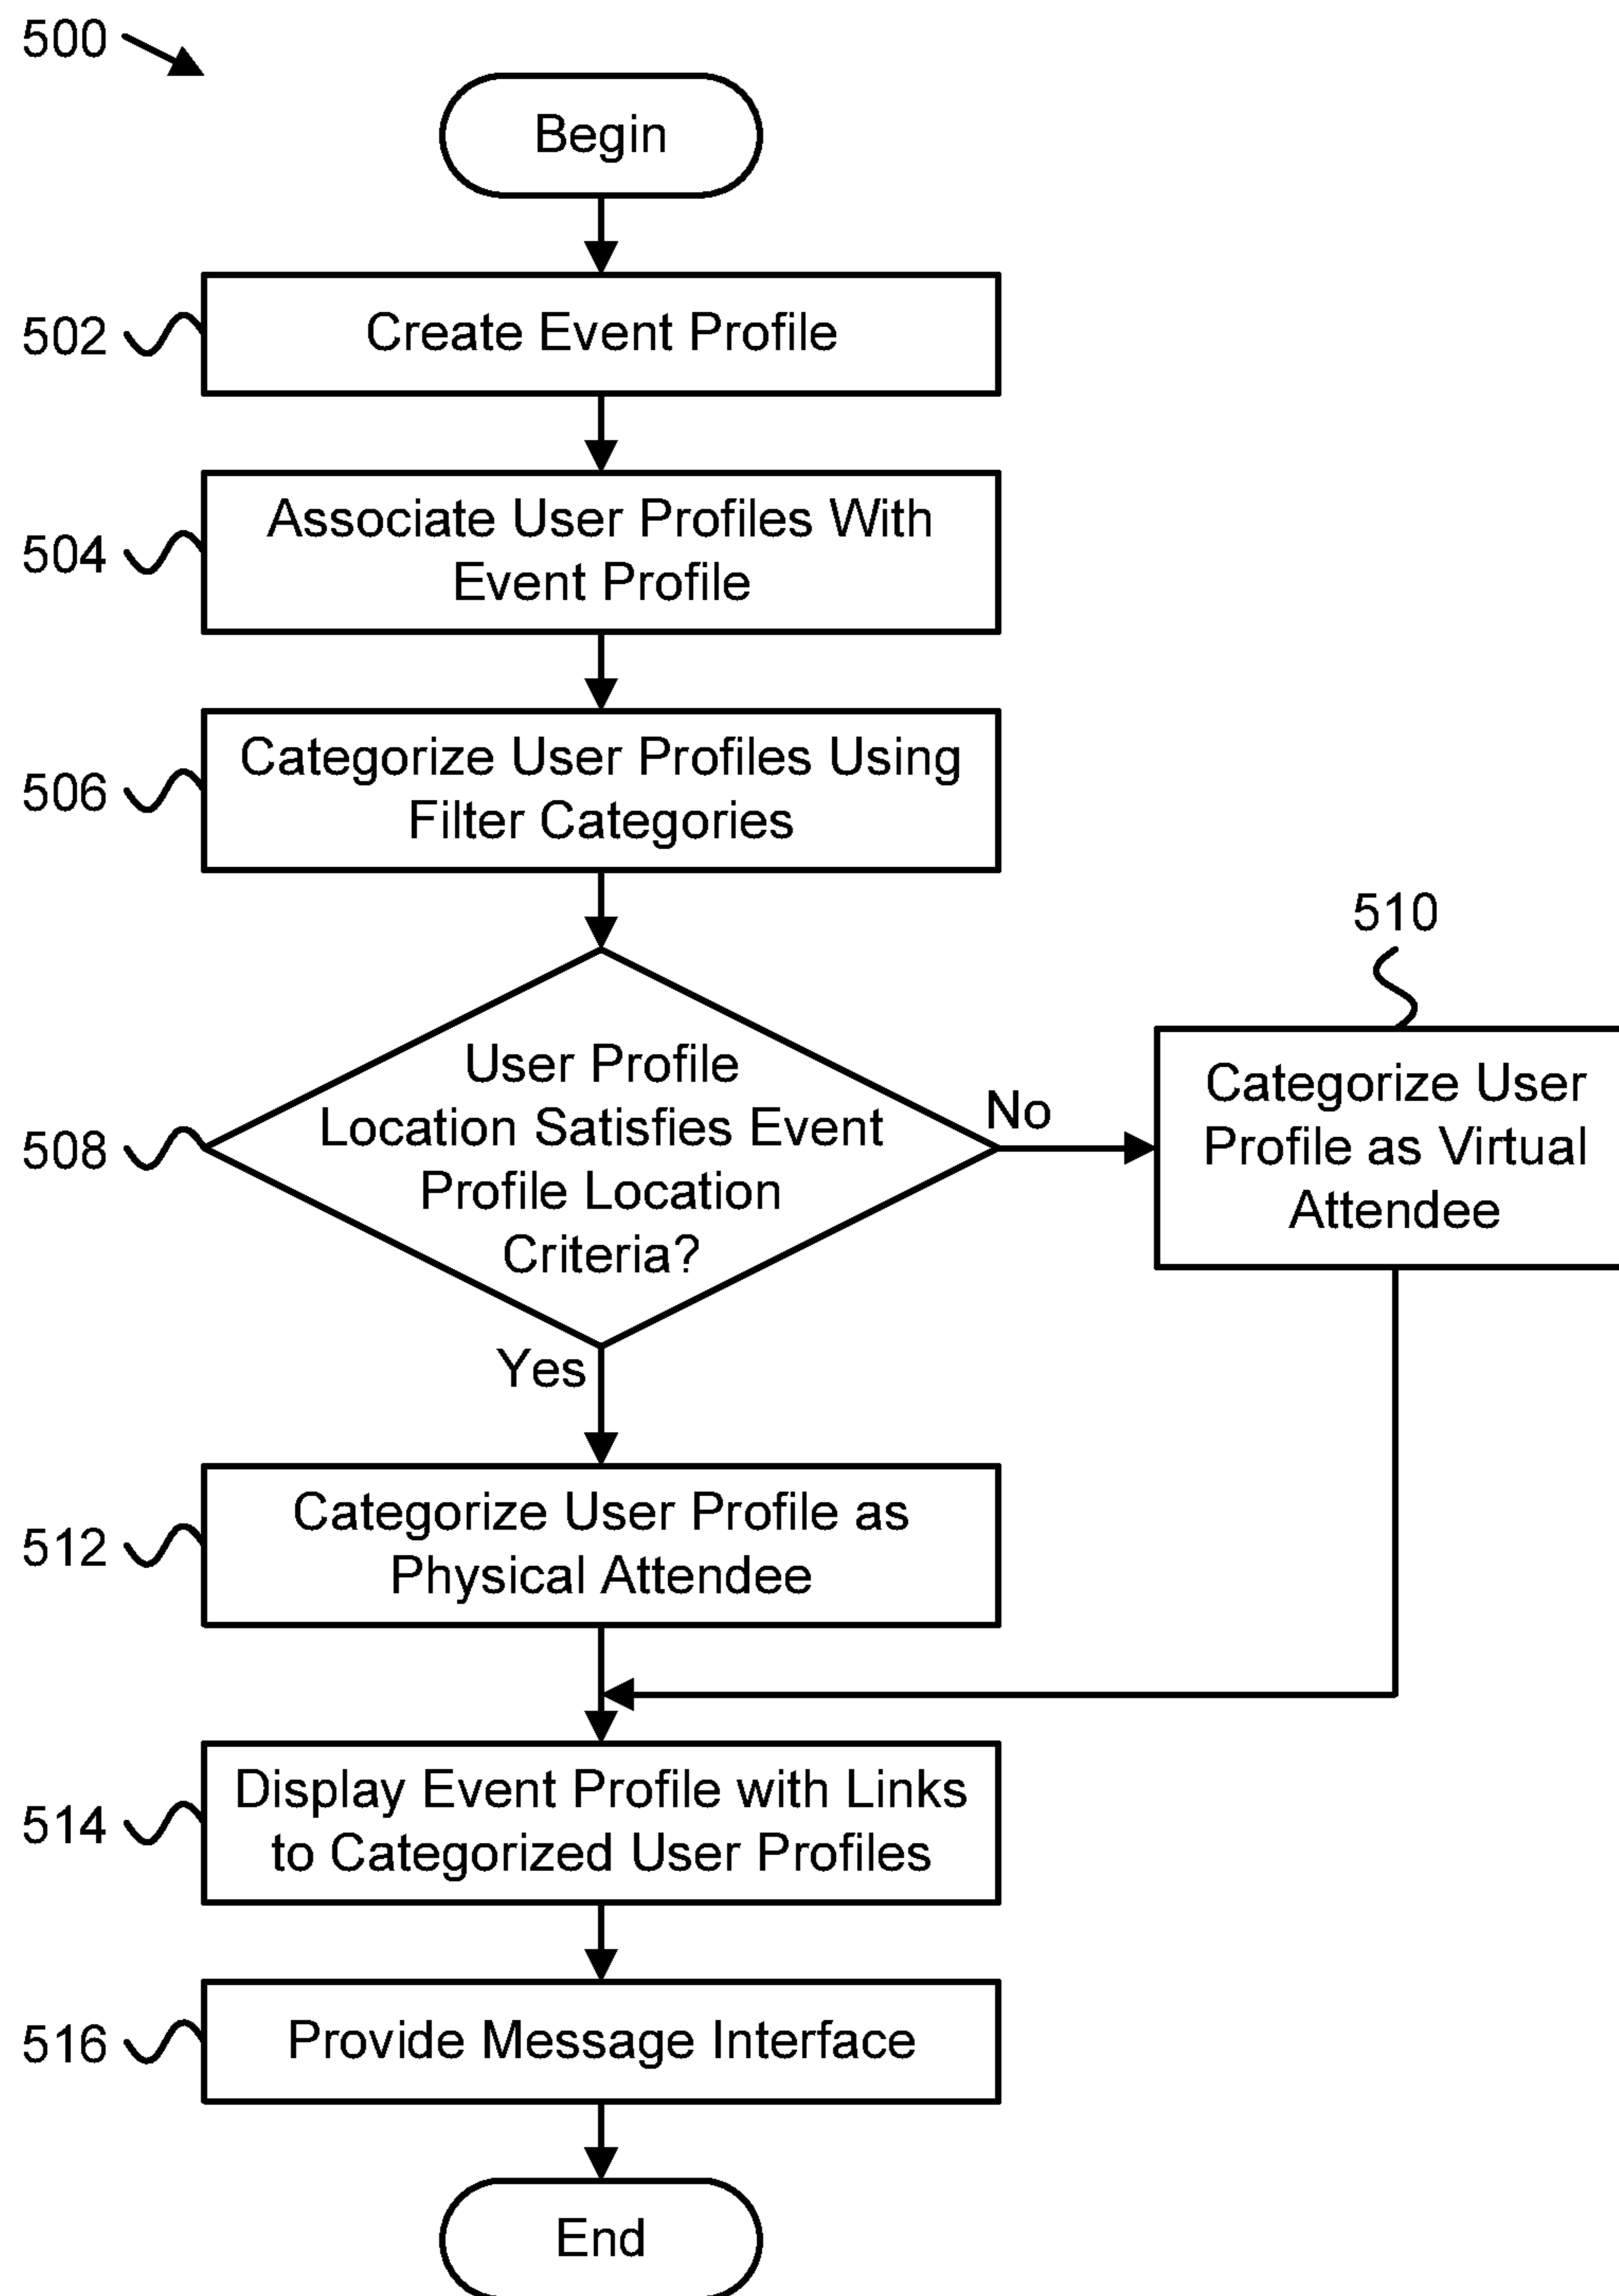 500
Begin
502
Create Event Profile
504
Associate User Profiles With
Event Profile
506
Categorize User Profiles Using
Filter Categories
508
User Profile
Location Satisfies Event
Profile Location
Criteria?
No
510
Categorize User
Profile as Virtual
Attendee
Yes
512
Categorize User Profile as
Physical Attendee
514
Display Event Profile with Links
to Categorized User Profiles
516
Provide Message Interface
End